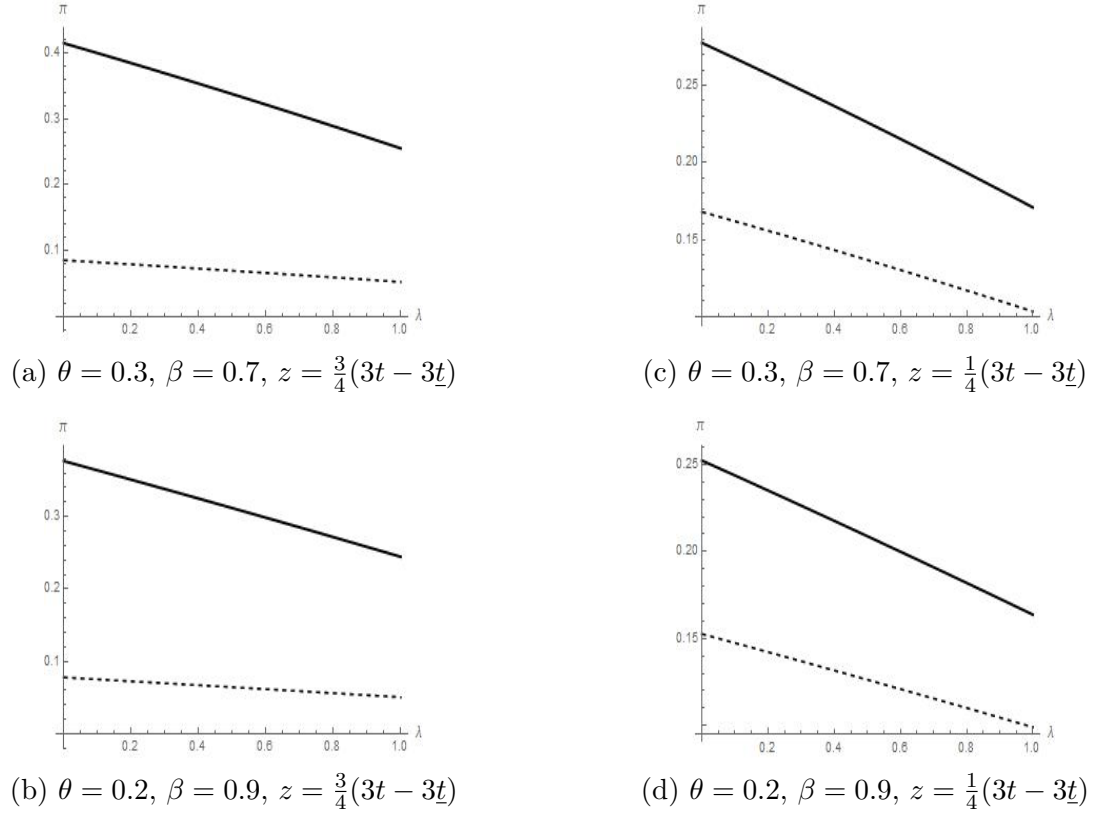 π
0.4
0.3
0.2
0.1
0.2 0.4 0.6 0.8 1.0 λ
(a) θ = 0.3, β = 0.7, z = 3/4(3t − 3t̲)
π
0.25
0.20
0.15
0.2 0.4 0.6 0.8 1.0 λ
(c) θ = 0.3, β = 0.7, z = 1/4(3t − 3t̲)
π
0.3
0.2
0.1
0.2 0.4 0.6 0.8 1.0 λ
(b) θ = 0.2, β = 0.9, z = 3/4(3t − 3t̲)
π
0.25
0.20
0.15
0.2 0.4 0.6 0.8 1.0 λ
(d) θ = 0.2, β = 0.9, z = 1/4(3t − 3t̲)